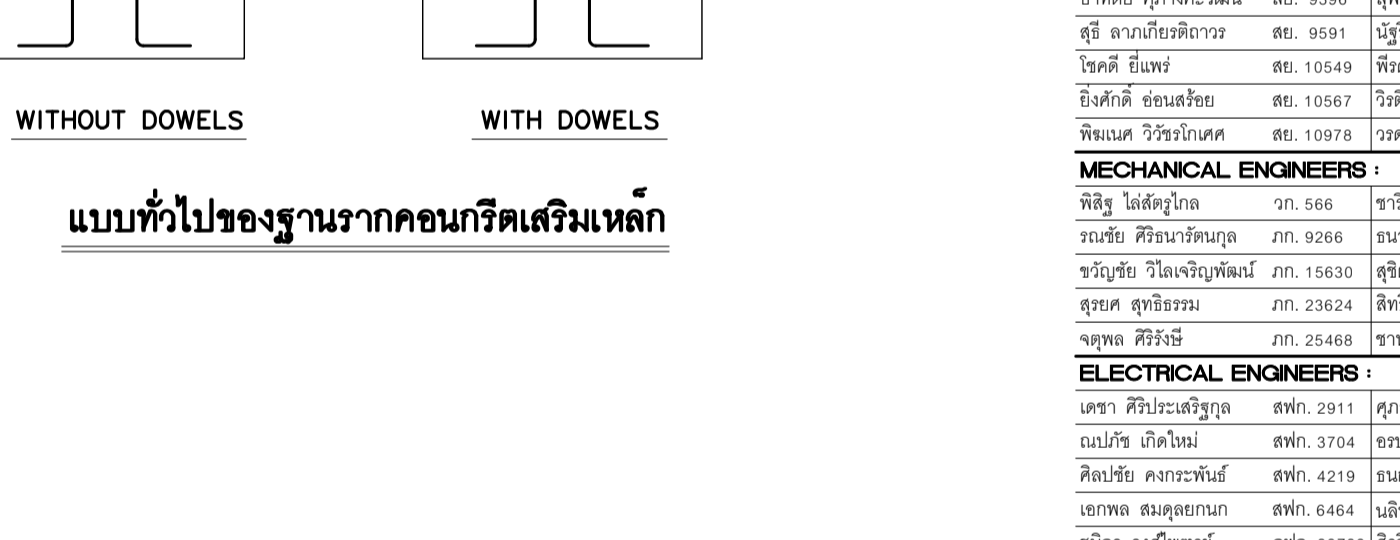 WITHOUT DOWELS
WITH DOWELS
แบบทั่วไปของฐานรากคอนกรีตเสริมเหล็ก
สุธี ลาภเกียรติถาวร สย. 9591
โชคดี ยี่แพร่ สย. 10549
ยิ่งศักดิ์ อ่อนสร้อย สย. 10567
พิฆเนศ วิวัชรโกเศศ สย. 10978
MECHANICAL ENGINEERS :
พิสิฐ ไล่สัตรูไกล วก. 566
รณชัย ศิริธนารัตนกุล ภก. 9266
ขวัญชัย วิไลเจริญพัฒน์ ภก. 15630
สุรยศ สุทธิธรรม ภก. 23624
จตุพล ศิริรังษี ภก. 25468
ELECTRICAL ENGINEERS :
เดชา ศิริประเสริฐกุล สฟก. 2911
ณปภัช เกิดใหม่ สฟก. 3704
ศิลปชัย คงกระพันธ์ สฟก. 4219
เอกพล สมดุลยกนก สฟก. 6464